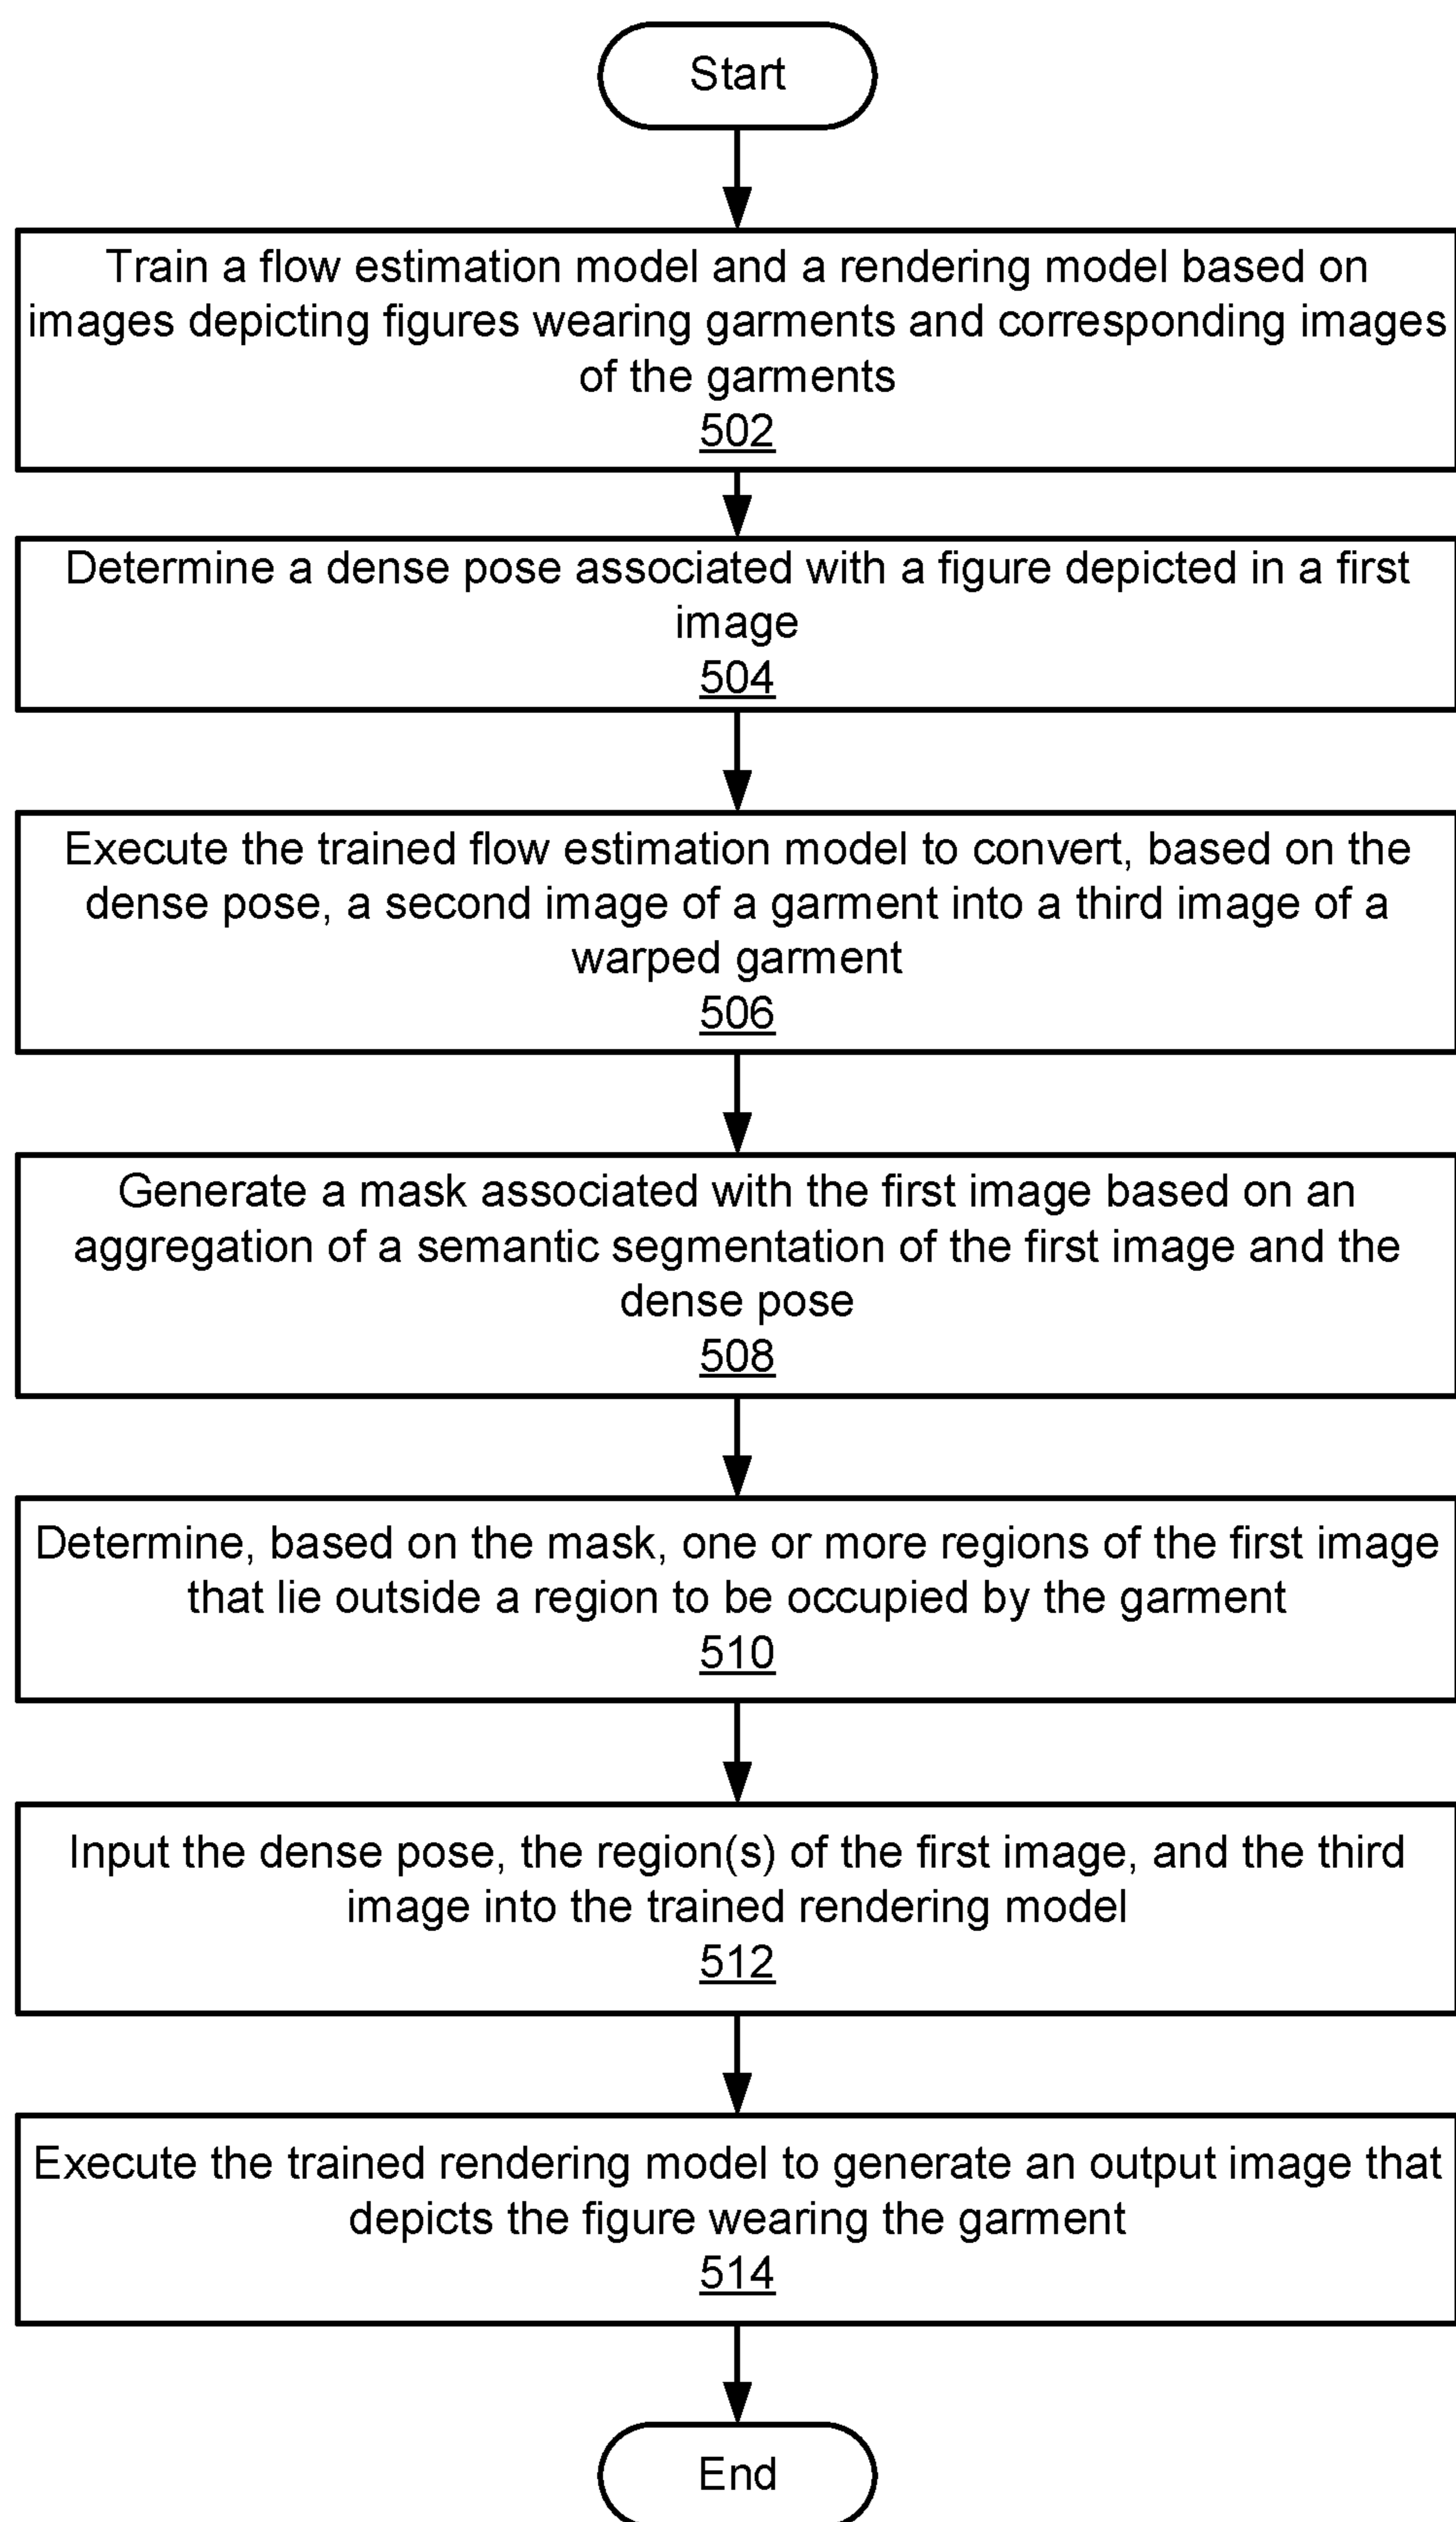 Start
Train a flow estimation model and a rendering model based on
images depicting figures wearing garments and corresponding images
of the garments
502
Determine a dense pose associated with a figure depicted in a first
image
504
Execute the trained flow estimation model to convert, based on the
dense pose, a second image of a garment into a third image of a
warped garment
506
Generate a mask associated with the first image based on an
aggregation of a semantic segmentation of the first image and the
dense pose
508
Determine, based on the mask, one or more regions of the first image
that lie outside a region to be occupied by the garment
510
Input the dense pose, the region(s) of the first image, and the third
image into the trained rendering model
512
Execute the trained rendering model to generate an output image that
depicts the figure wearing the garment
514
End